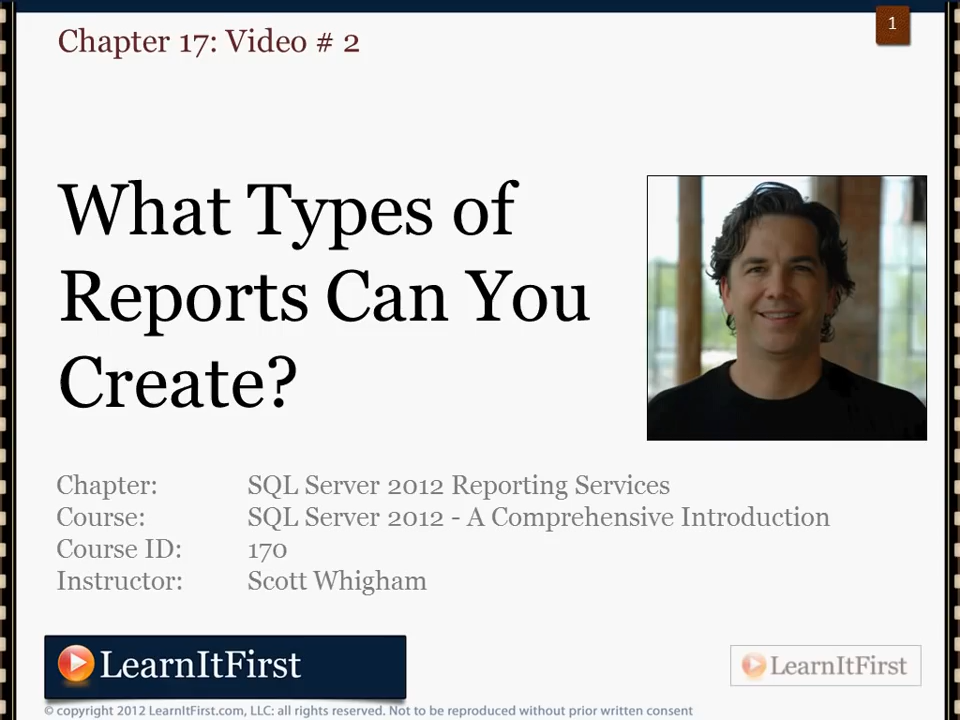 Chapter 17: Video # 2
1
What Types of
Reports Can You
Create?
Chapter: SQL Server 2012 Reporting Services
Course: SQL Server 2012 - A Comprehensive Introduction
Course ID: 170
Instructor: Scott Whigham
LearnItFirst
LearnItFirst
© copyright 2012 LearnItFirst.com, LLC: all rights reserved. Not to be reproduced without prior written consent